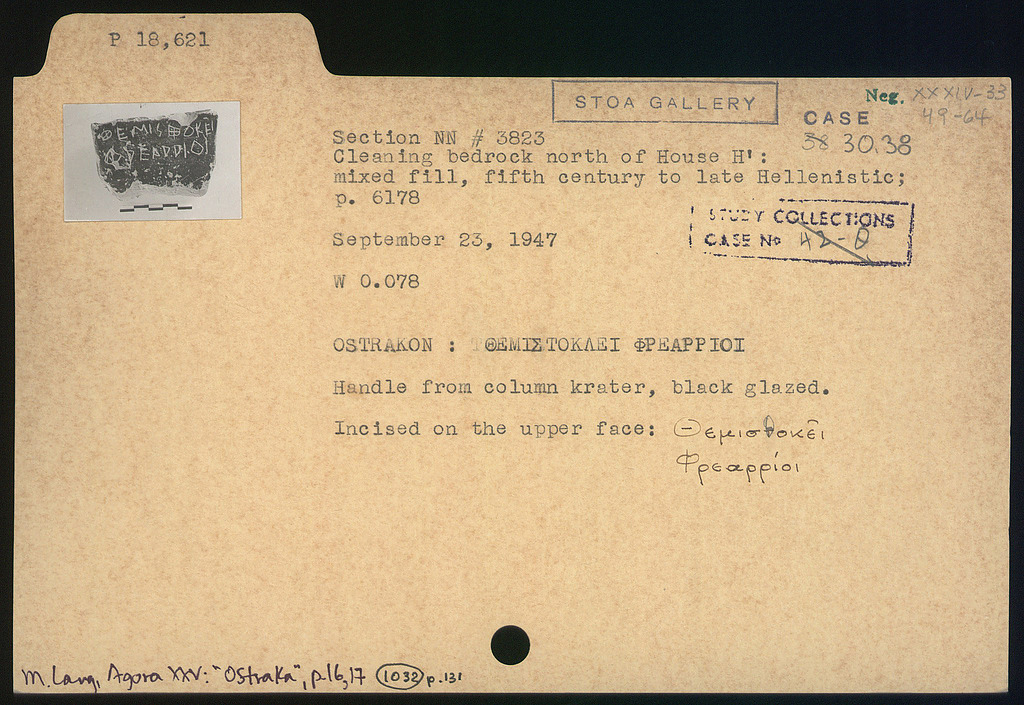 P 18,621
STOA GALLERY
Neg. XXXIV-33
49-64
CASE
38 30.38
Section NN # 3823
Cleaning bedrock north of House H':
mixed fill, fifth century to late Hellenistic;
p. 6178
STUDY COLLECTIONS
CASE No 42-
September 23, 1947
W 0.078
OSTRAKON : ΘΕΜΙΣΤΟΚΛΕΙ ΦΡΕΑΡΡΙΟΙ
Handle from column krater, black glazed.
Incised on the upper face: Θεμισθοκε̃ι
Φρεαρρίοι
M. Lang, Agora XXV: "Ostraka", p.16,17 1032 p.131